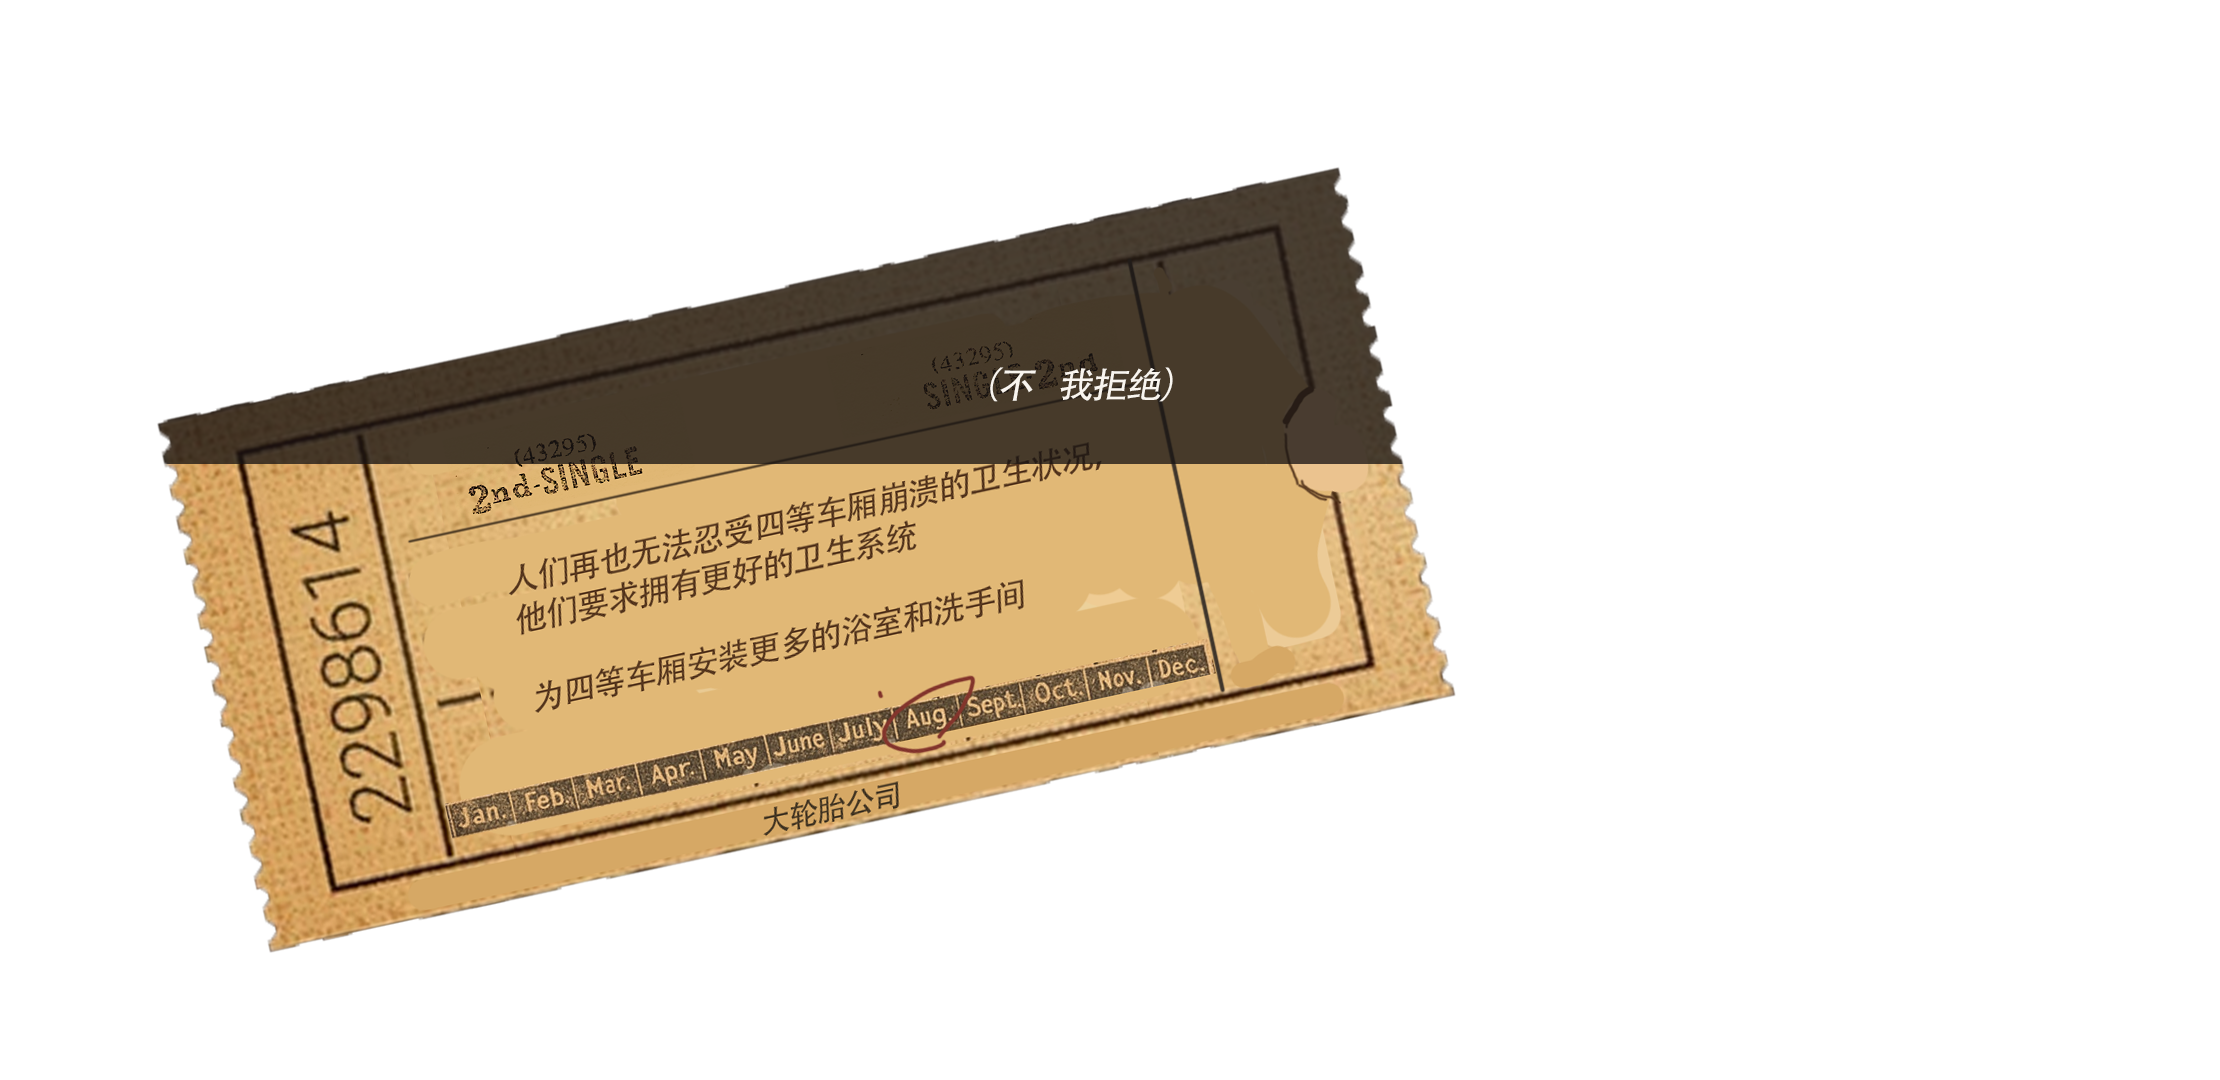 (43295)
SINGLE-2nd
（不 我拒绝）
(43295)
2nd-SINGLE
2298614
人们再也无法忍受四等车厢崩溃的卫生状况,
他们要求拥有更好的卫生系统
为四等车厢安装更多的浴室和洗手间
Jan. Feb. Mar. Apr. May June July Aug. Sept. Oct. Nov. Dec.
大轮胎公司